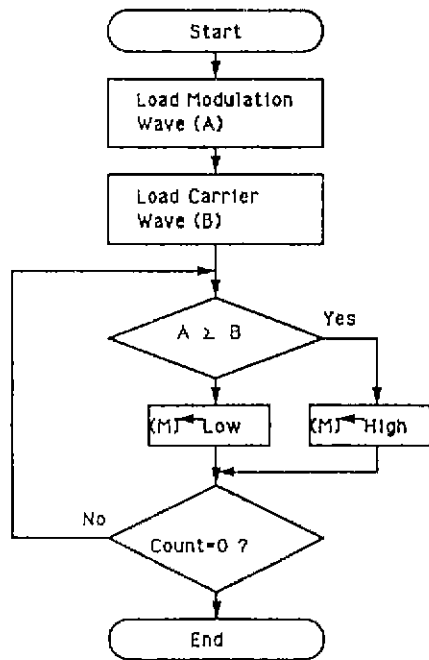 Start
Load Modulation
Wave (A)
Load Carrier
Wave (B)
A ≥ B
Yes
(M)← Low
(M)← High
No
Count=0 ?
End